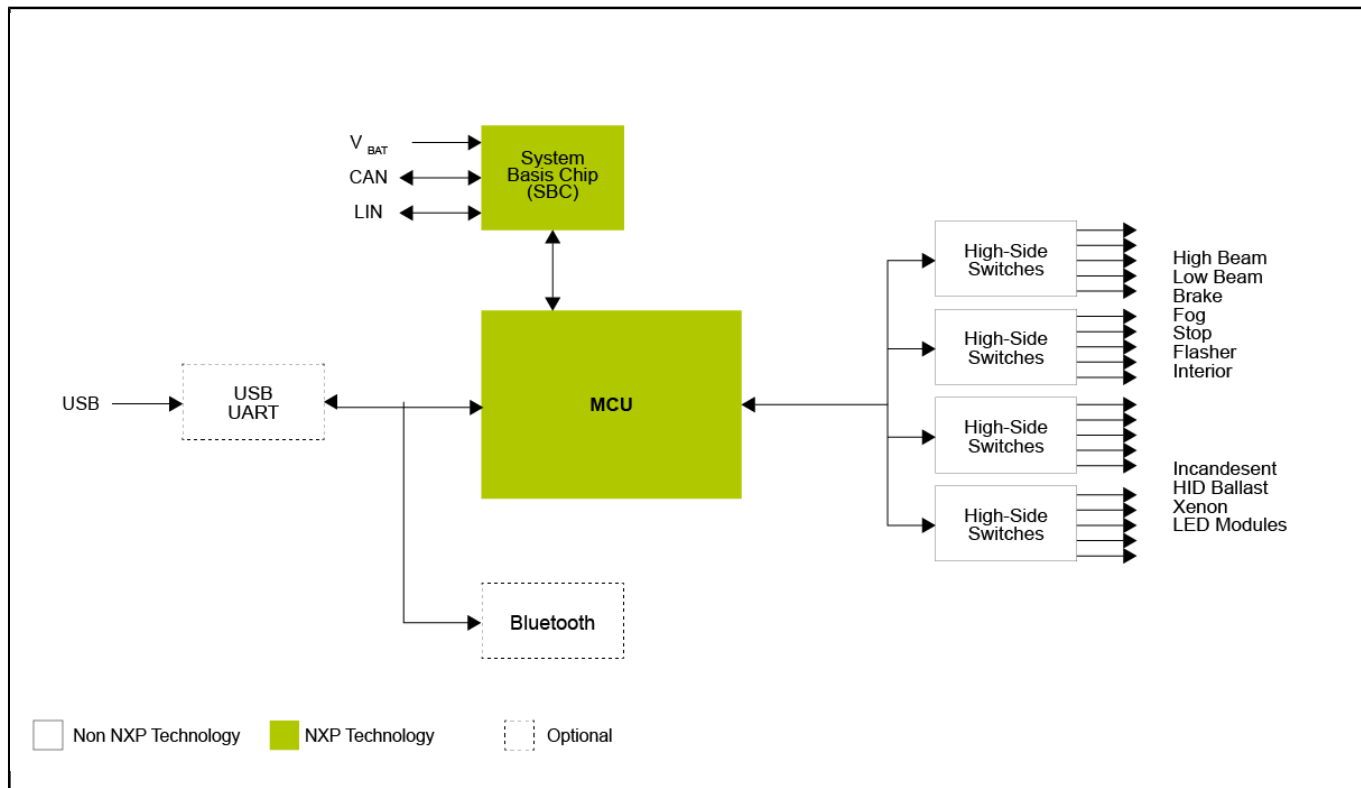 V BAT
CAN
LIN
System
Basis Chip
(SBC)
USB
USB
UART
MCU
Bluetooth
High-Side
Switches
High-Side
Switches
High-Side
Switches
High-Side
Switches
High Beam
Low Beam
Brake
Fog
Stop
Flasher
Interior
Incandesent
HID Ballast
Xenon
LED Modules
Non NXP Technology
NXP Technology
Optional